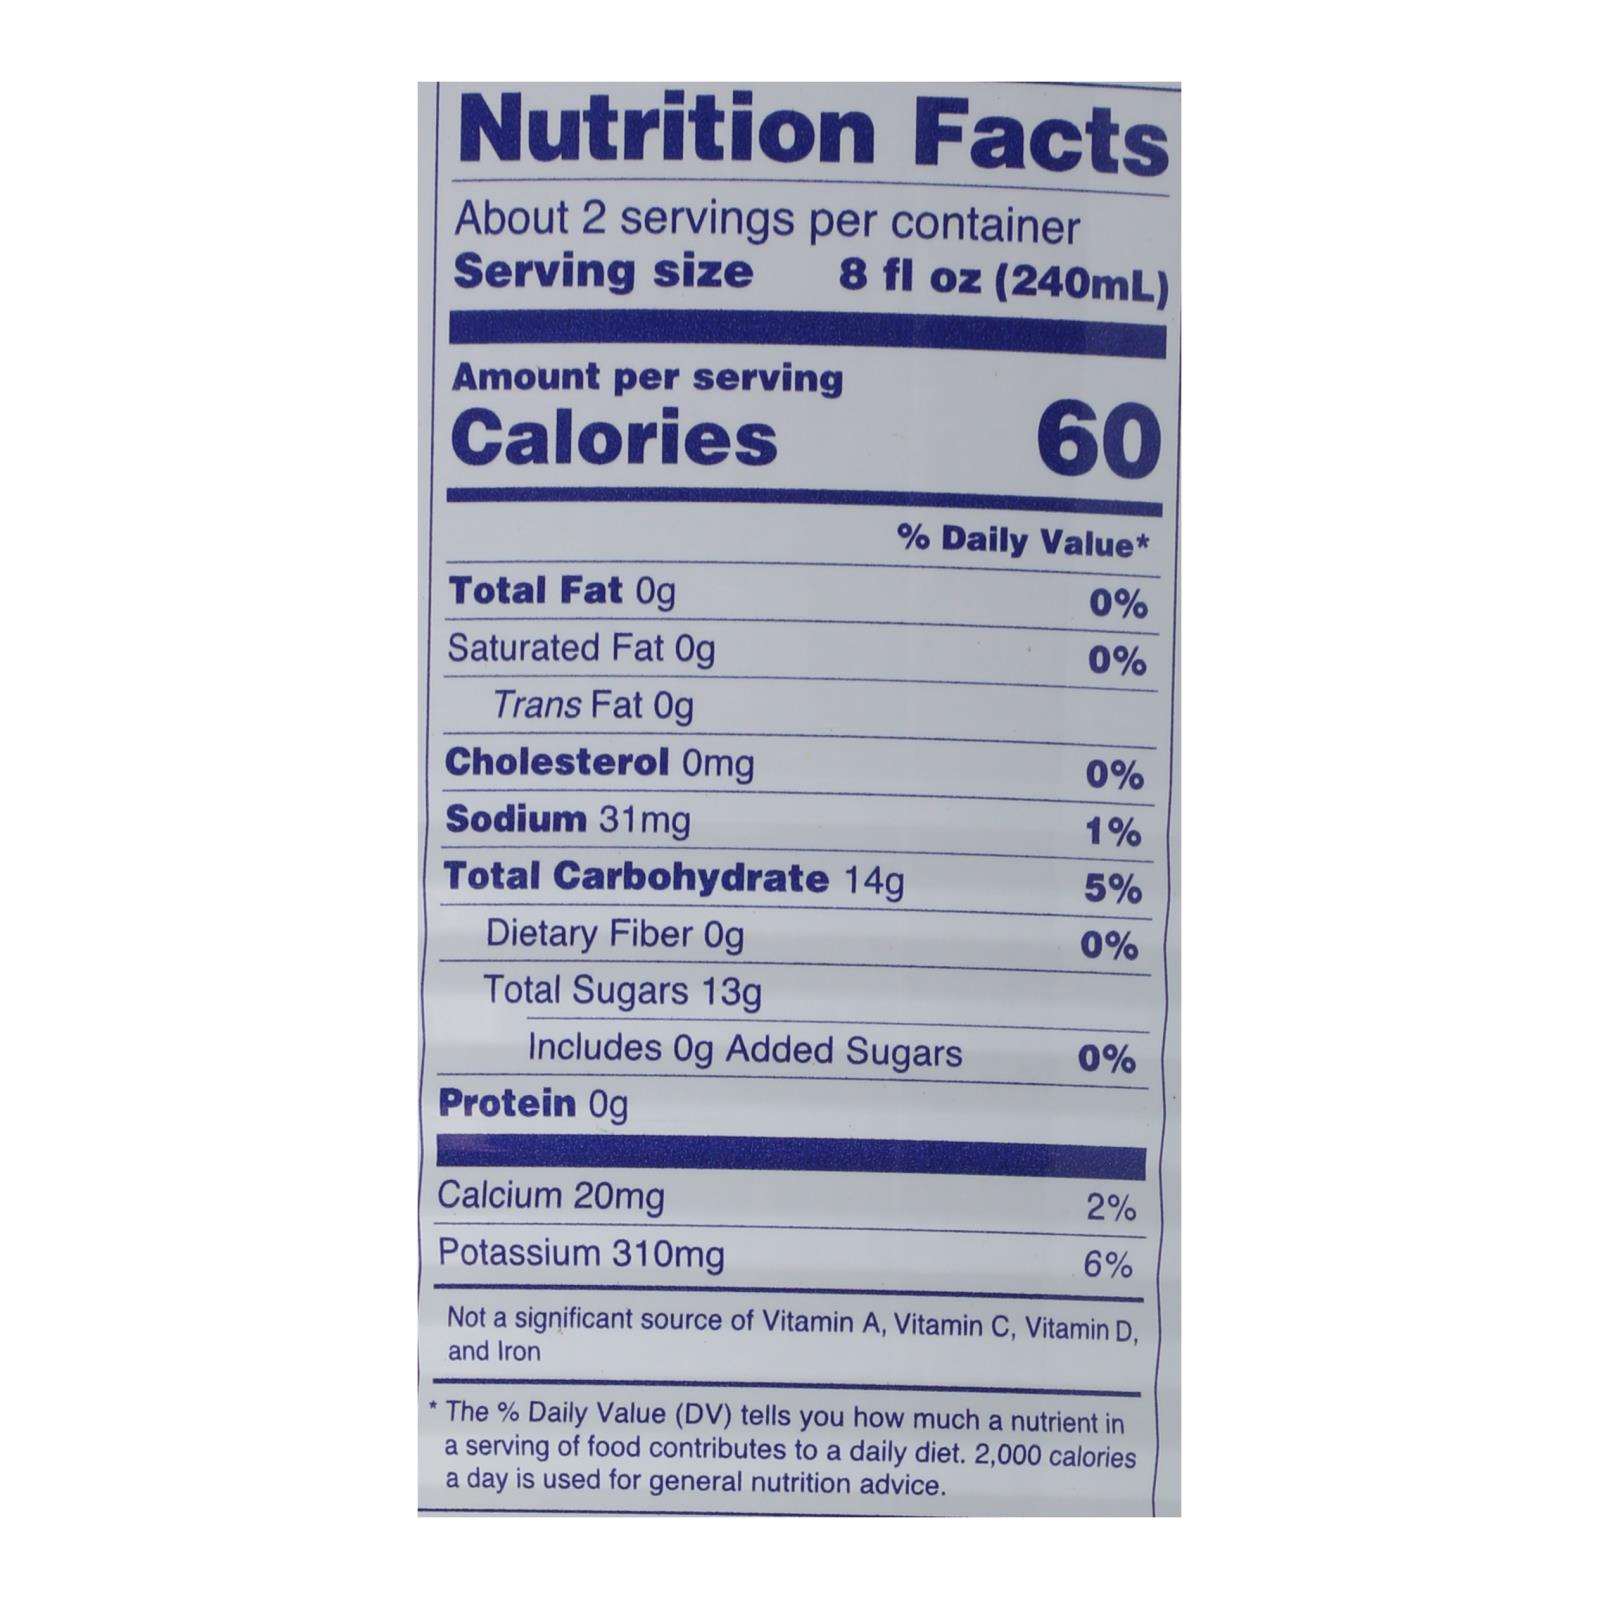 Nutrition Facts
About 2 servings per container
Serving size 8 fl oz (240mL)
Amount per serving
Calories 60
% Daily Value*
Total Fat 0g 0%
Saturated Fat 0g 0%
Trans Fat 0g
Cholesterol 0mg 0%
Sodium 31mg 1%
Total Carbohydrate 14g 5%
Dietary Fiber 0g 0%
Total Sugars 13g
Includes 0g Added Sugars 0%
Protein 0g
Calcium 20mg 2%
Potassium 310mg 6%
Not a significant source of Vitamin A, Vitamin C, Vitamin D,
and Iron
* The % Daily Value (DV) tells you how much a nutrient in
a serving of food contributes to a daily diet. 2,000 calories
a day is used for general nutrition advice.